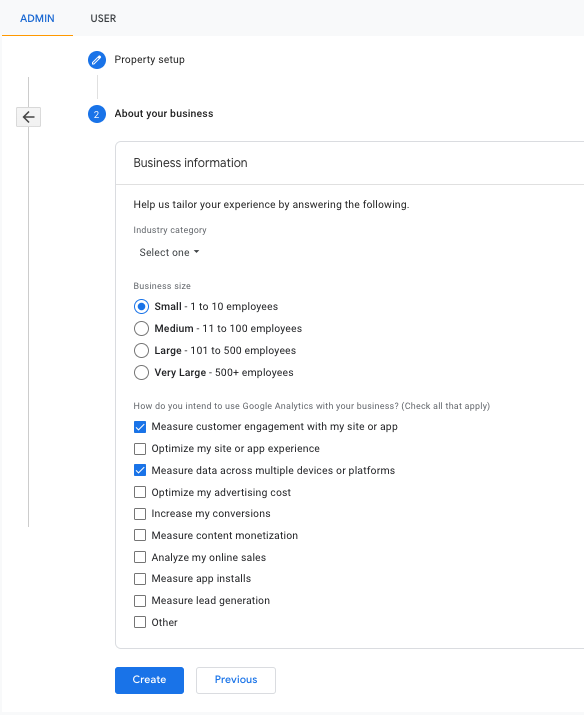 ADMIN USER
Property setup
2 About your business
Business information
Help us tailor your experience by answering the following.
Industry category
Select one
Business size
Small - 1 to 10 employees
Medium - 11 to 100 employees
Large - 101 to 500 employees
Very Large - 500+ employees
How do you intend to use Google Analytics with your business? (Check all that apply)
Measure customer engagement with my site or app
Optimize my site or app experience
Measure data across multiple devices or platforms
Optimize my advertising cost
Increase my conversions
Measure content monetization
Analyze my online sales
Measure app installs
Measure lead generation
Other
Create Previous